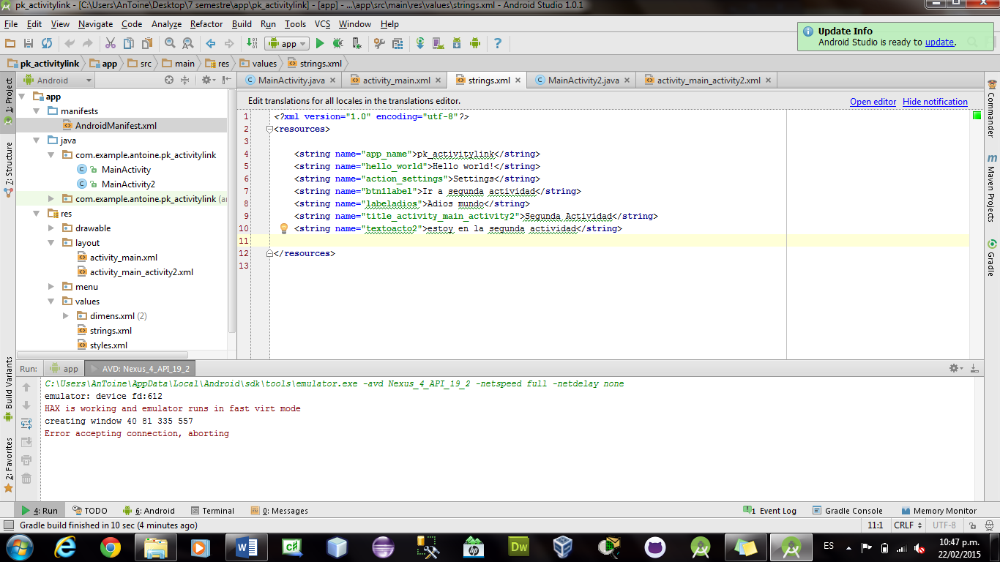 pk_activitylink - [C:\Users\AnToine\Desktop\7 semestre\app\pk_activitylink] - [app] - ...\app\src\main\res\values\strings.xml - Android Studio 1.0.1
File Edit View Navigate Code Analyze Refactor Build Run Tools VCS Window Help
Update Info
Android Studio is ready to update.
app
pk_activitylink app src main res values strings.xml
Android
MainActivity.java activity_main.xml strings.xml MainActivity2.java activity_main_activity2.xml
Edit translations for all locales in the translations editor. Open editor Hide notification
1: Project
7: Structure
Build Variants
2: Favorites
app
manifests
AndroidManifest.xml
java
com.example.antoine.pk_activitylink
MainActivity
MainActivity2
com.example.antoine.pk_activitylink (an
res
drawable
layout
activity_main.xml
activity_main_activity2.xml
menu
values
dimens.xml (2)
strings.xml
styles.xml
1 <?xml version="1.0" encoding="utf-8"?>
2 <resources>
3
4 <string name="app_name">pk_activitylink</string>
5 <string name="hello_world">Hello world!</string>
6 <string name="action_settings">Settings</string>
7 <string name="btn1label">Ir a segunda actividad</string>
8 <string name="labeladios">Adios mundo</string>
9 <string name="title_activity_main_activity2">Segunda Actividad</string>
10 <string name="textoacto2">estoy en la segunda actividad</string>
11
12 </resources>
13
Commander
m Maven Projects
Gradle
Run: app AVD: Nexus_4_API_19_2
C:\Users\AnToine\AppData\Local\Android\sdk\tools\emulator.exe -avd Nexus_4_API_19_2 -netspeed full -netdelay none
emulator: device fd:612
HAX is working and emulator runs in fast virt mode
creating window 40 81 335 557
Error accepting connection, aborting
4: Run TODO 6: Android Terminal 0: Messages 1 Event Log Gradle Console Memory Monitor
Gradle build finished in 10 sec (4 minutes ago) 11:1 CRLF UTF-8
W C# hp Dw ES 10:47 p.m.
22/02/2015